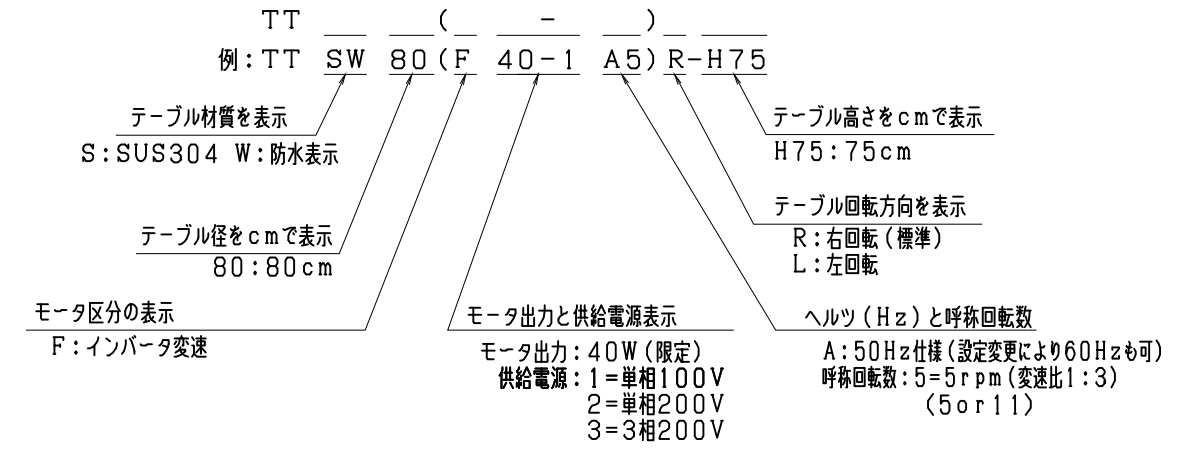 TT ( - )
例:TT SW 80(F 40-1 A5)R-H75
テーブル材質を表示
S:SUS304 W:防水表示
テーブル高さをcmで表示
H75:75cm
テーブル回転方向を表示
R:右回転(標準)
L:左回転
テーブル径をcmで表示
80:80cm
モータ区分の表示
F:インバータ変速
モータ出力と供給電源表示
モータ出力:40W(限定)
供給電源:1=単相100V
2=単相200V
3=3相200V
ヘルツ(Hz)と呼称回転数
A:50Hz仕様(設定変更により60Hzも可)
呼称回転数:5=5rpm(変速比1:3)
(5or11)